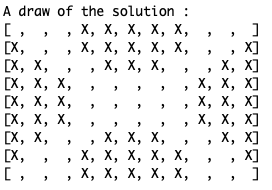 A draw of the solution :
[ , , , X, X, X, X, X, , , ]
[X, , , X, X, X, X, X, , , X]
[X, X, , , X, X, X, , , X, X]
[X, X, X, , , , , , X, X, X]
[X, X, X, , , , , , X, X, X]
[X, X, X, , , , , , X, X, X]
[X, X, , , X, X, X, , , X, X]
[X, , , X, X, X, X, X, , , X]
[ , , , X, X, X, X, X, , , ]